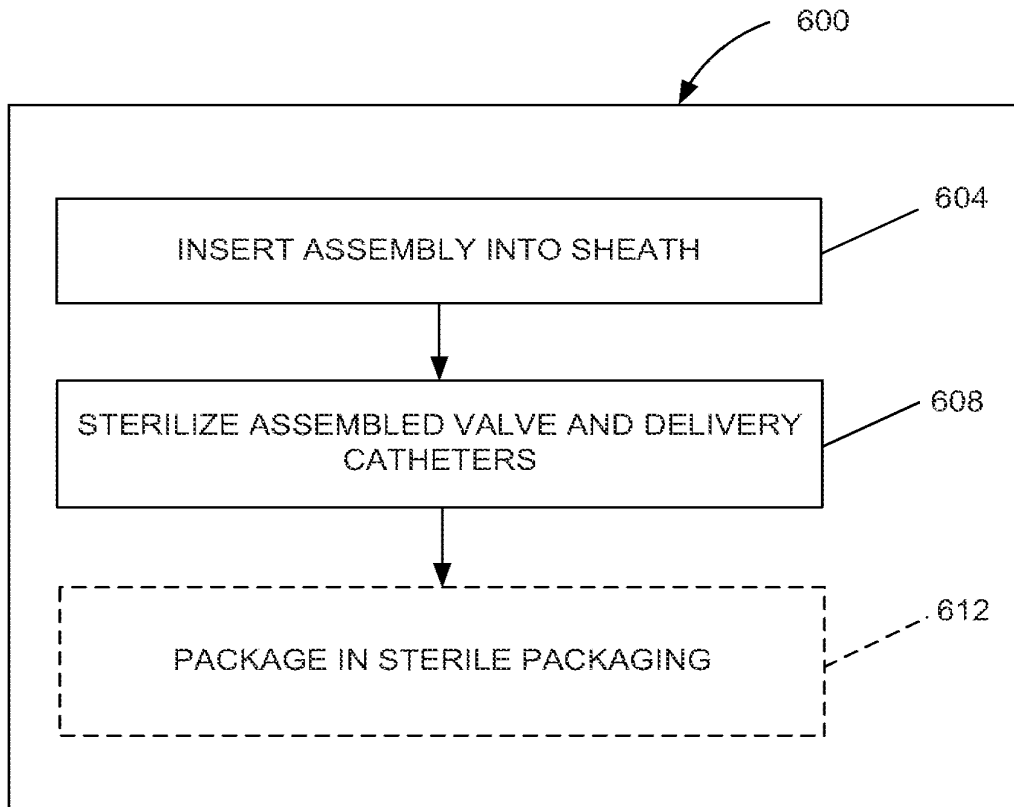 600
604
INSERT ASSEMBLY INTO SHEATH
608
STERILIZE ASSEMBLED VALVE AND DELIVERY
CATHETERS
612
PACKAGE IN STERILE PACKAGING